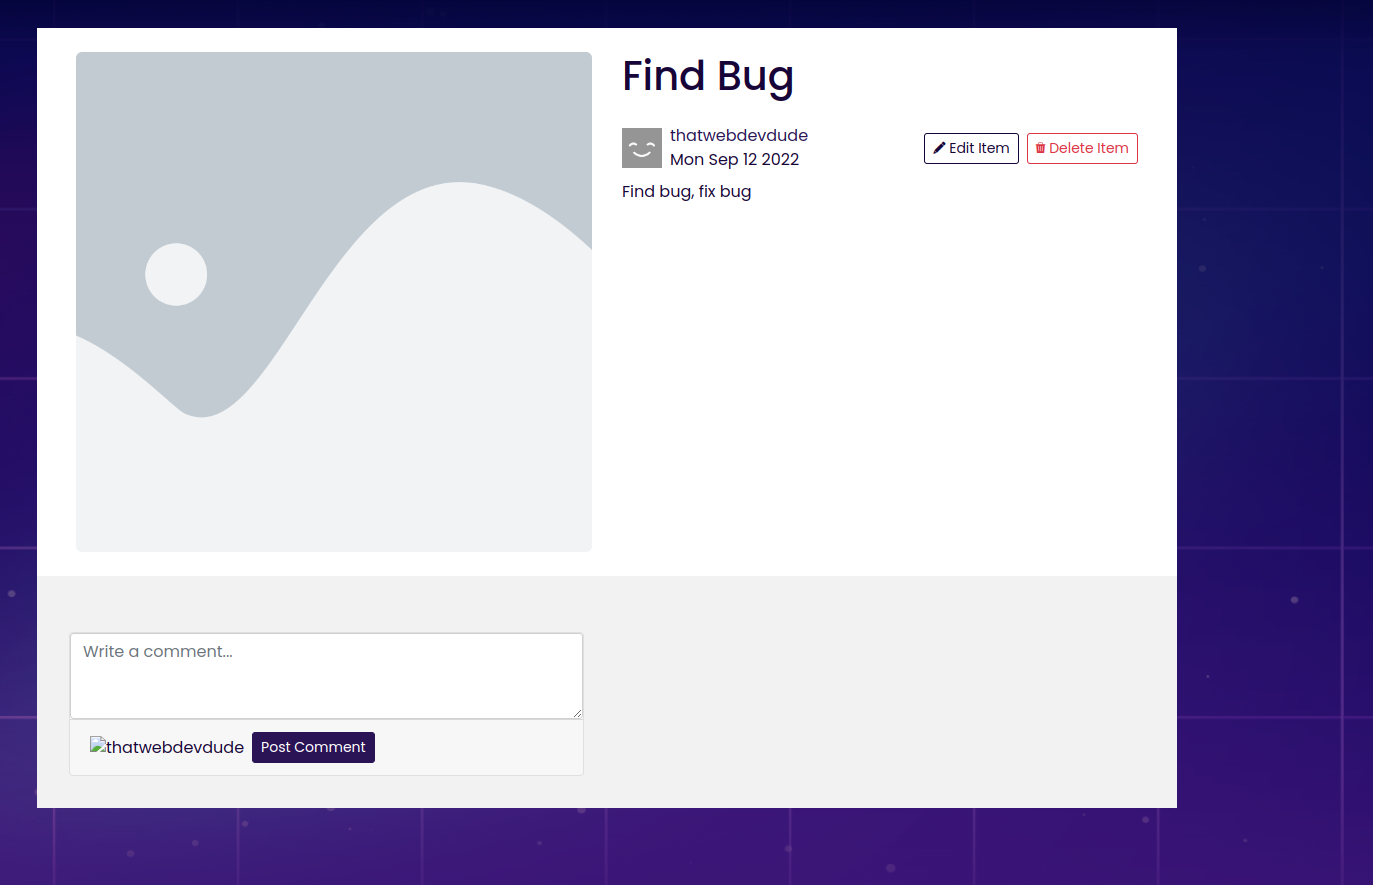 Find Bug
thatwebdevdude
Mon Sep 12 2022
Edit Item
Delete Item
Find bug, fix bug
Write a comment...
thatwebdevdude
Post Comment